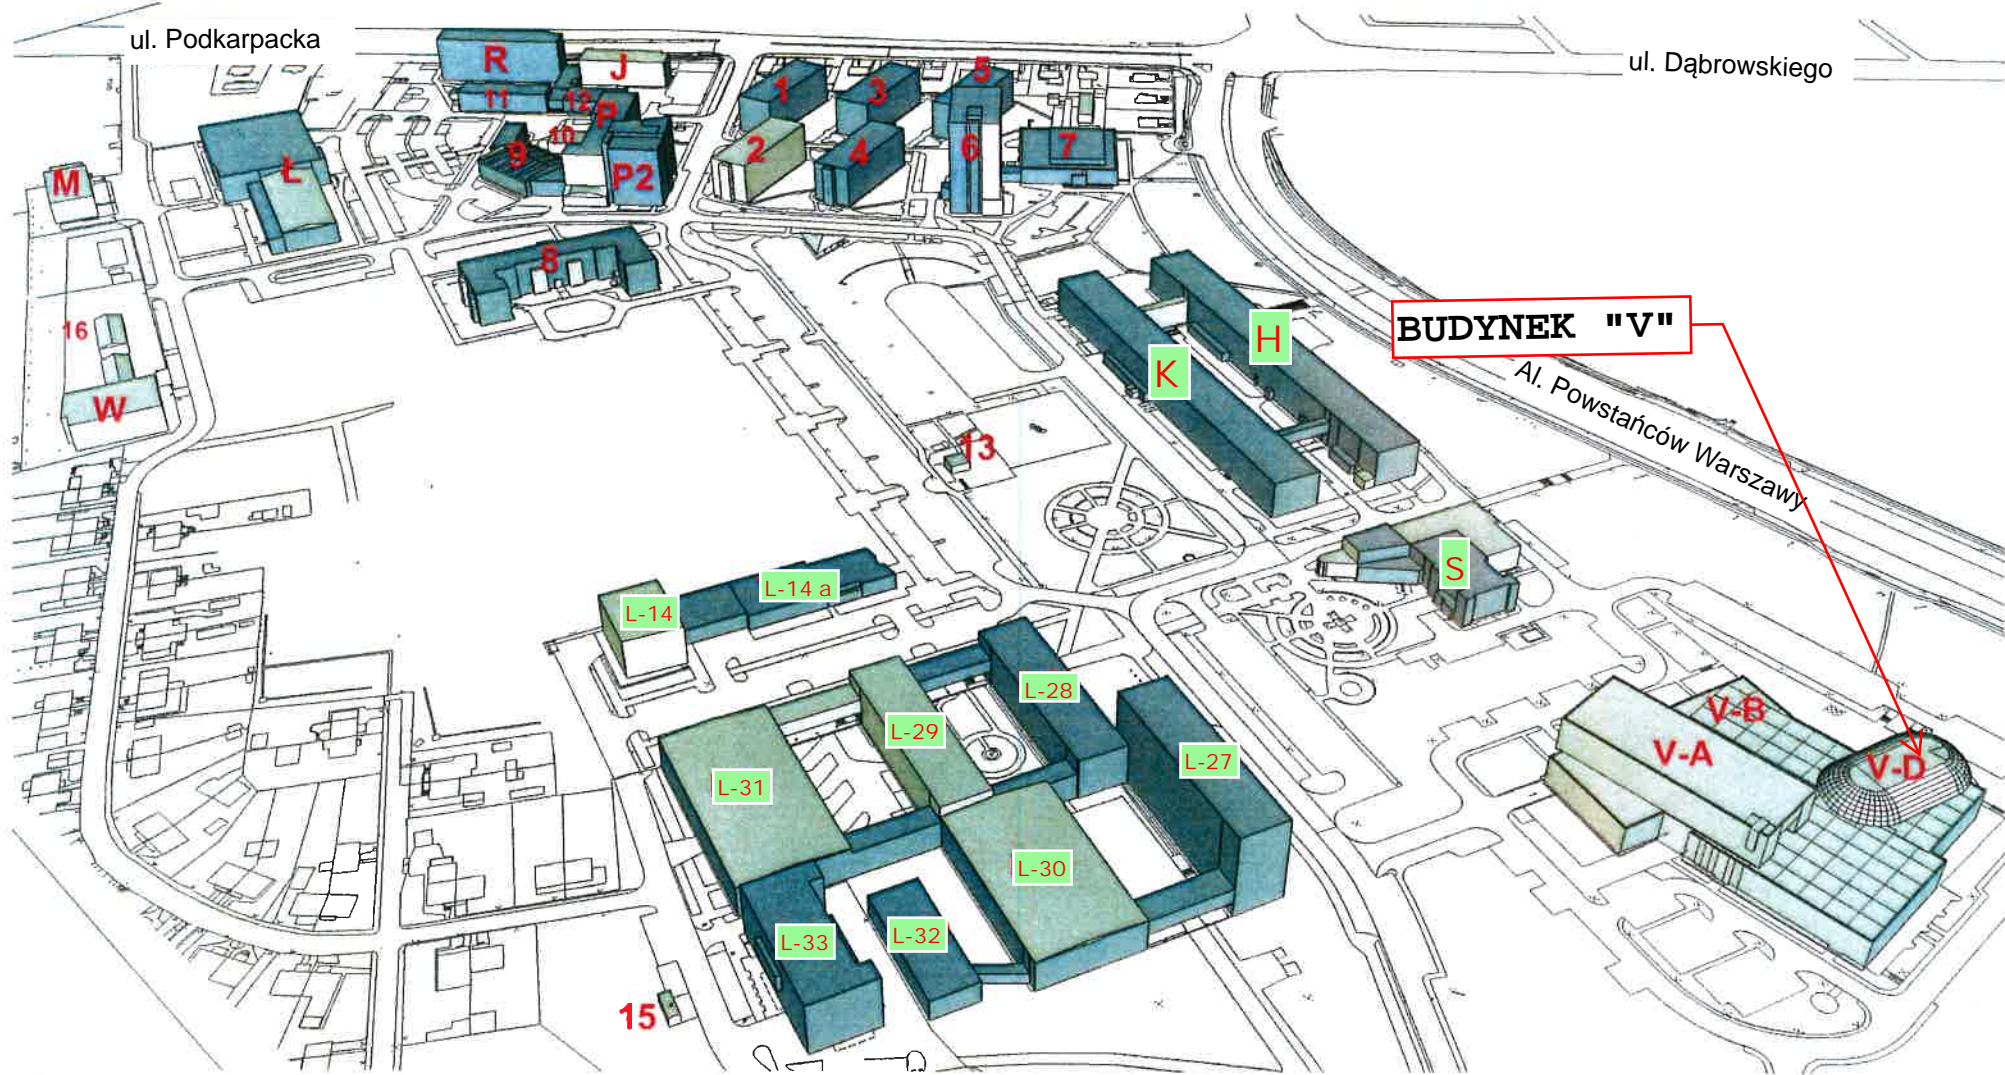 ul. Podkarpacka
ul. Dąbrowskiego
R
J
11
12
P
10
9
P2
1
3
5
2
4
6
7
M
Ł
8
16
W
K
H
BUDYNEK "V"
Al. Powstańców Warszawy
13
S
L-14
L-14 a
L-28
L-29
L-27
L-31
L-30
L-33
L-32
15
V-B
V-A
V-D